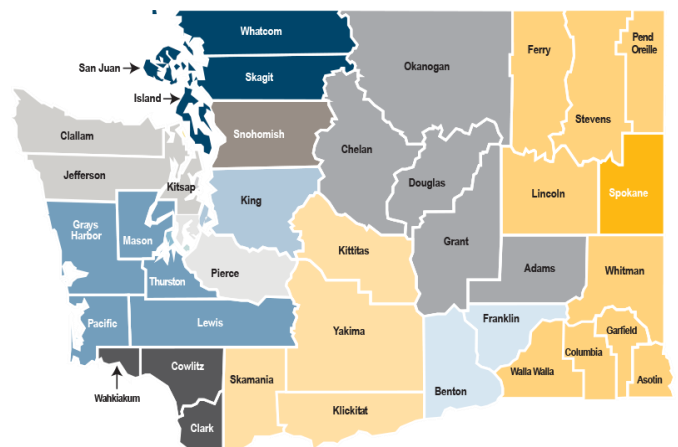 Whatcom
San Juan
Skagit
Island
Snohomish
Okanogan
Ferry
Pend
Oreille
Stevens
Clallam
Jefferson
Kitsap
Chelan
Douglas
Lincoln
Spokane
King
Grays
Harbor
Mason
Kittitas
Grant
Adams
Whitman
Pierce
Thurston
Pacific
Lewis
Yakima
Franklin
Garfield
Columbia
Walla Walla
Asotin
Benton
Cowlitz
Skamania
Wahkiakum
Klickitat
Clark